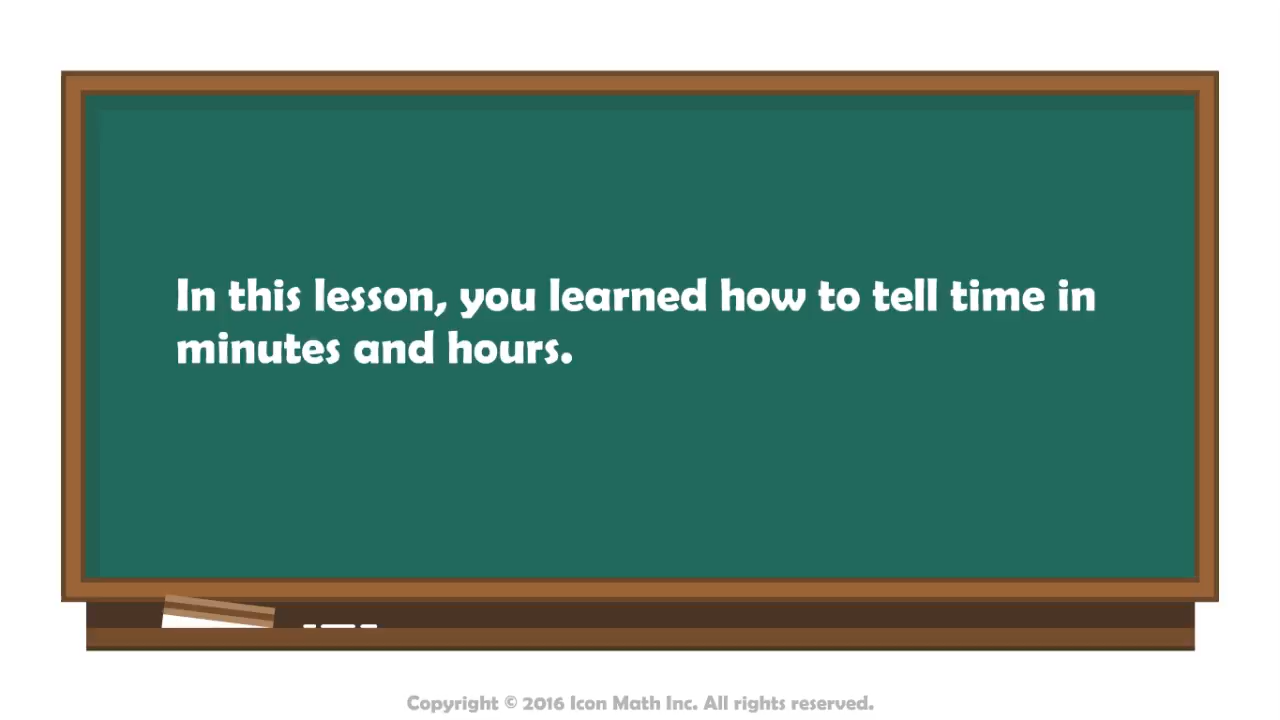 In this lesson, you learned how to tell time in
minutes and hours.
Copyright © 2016 Icon Math Inc. All rights reserved.